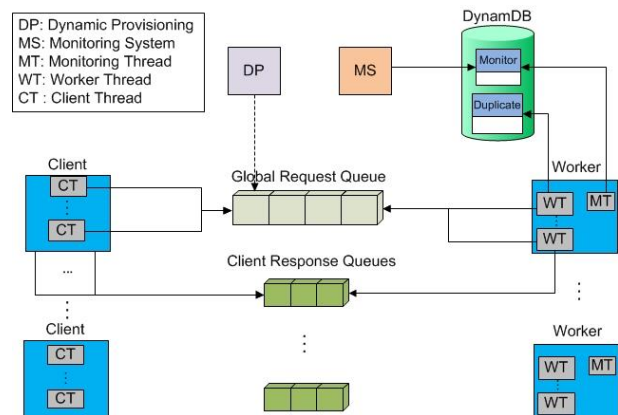 DP: Dynamic Provisioning
MS: Monitoring System
MT: Monitoring Thread
WT: Worker Thread
CT : Client Thread
DP
MS
DynamDB
Monitor
Duplicate
Client
CT
CT
Global Request Queue
Worker
WT
MT
WT
Client Response Queues
...
Client
CT
CT
Worker
WT
MT
WT